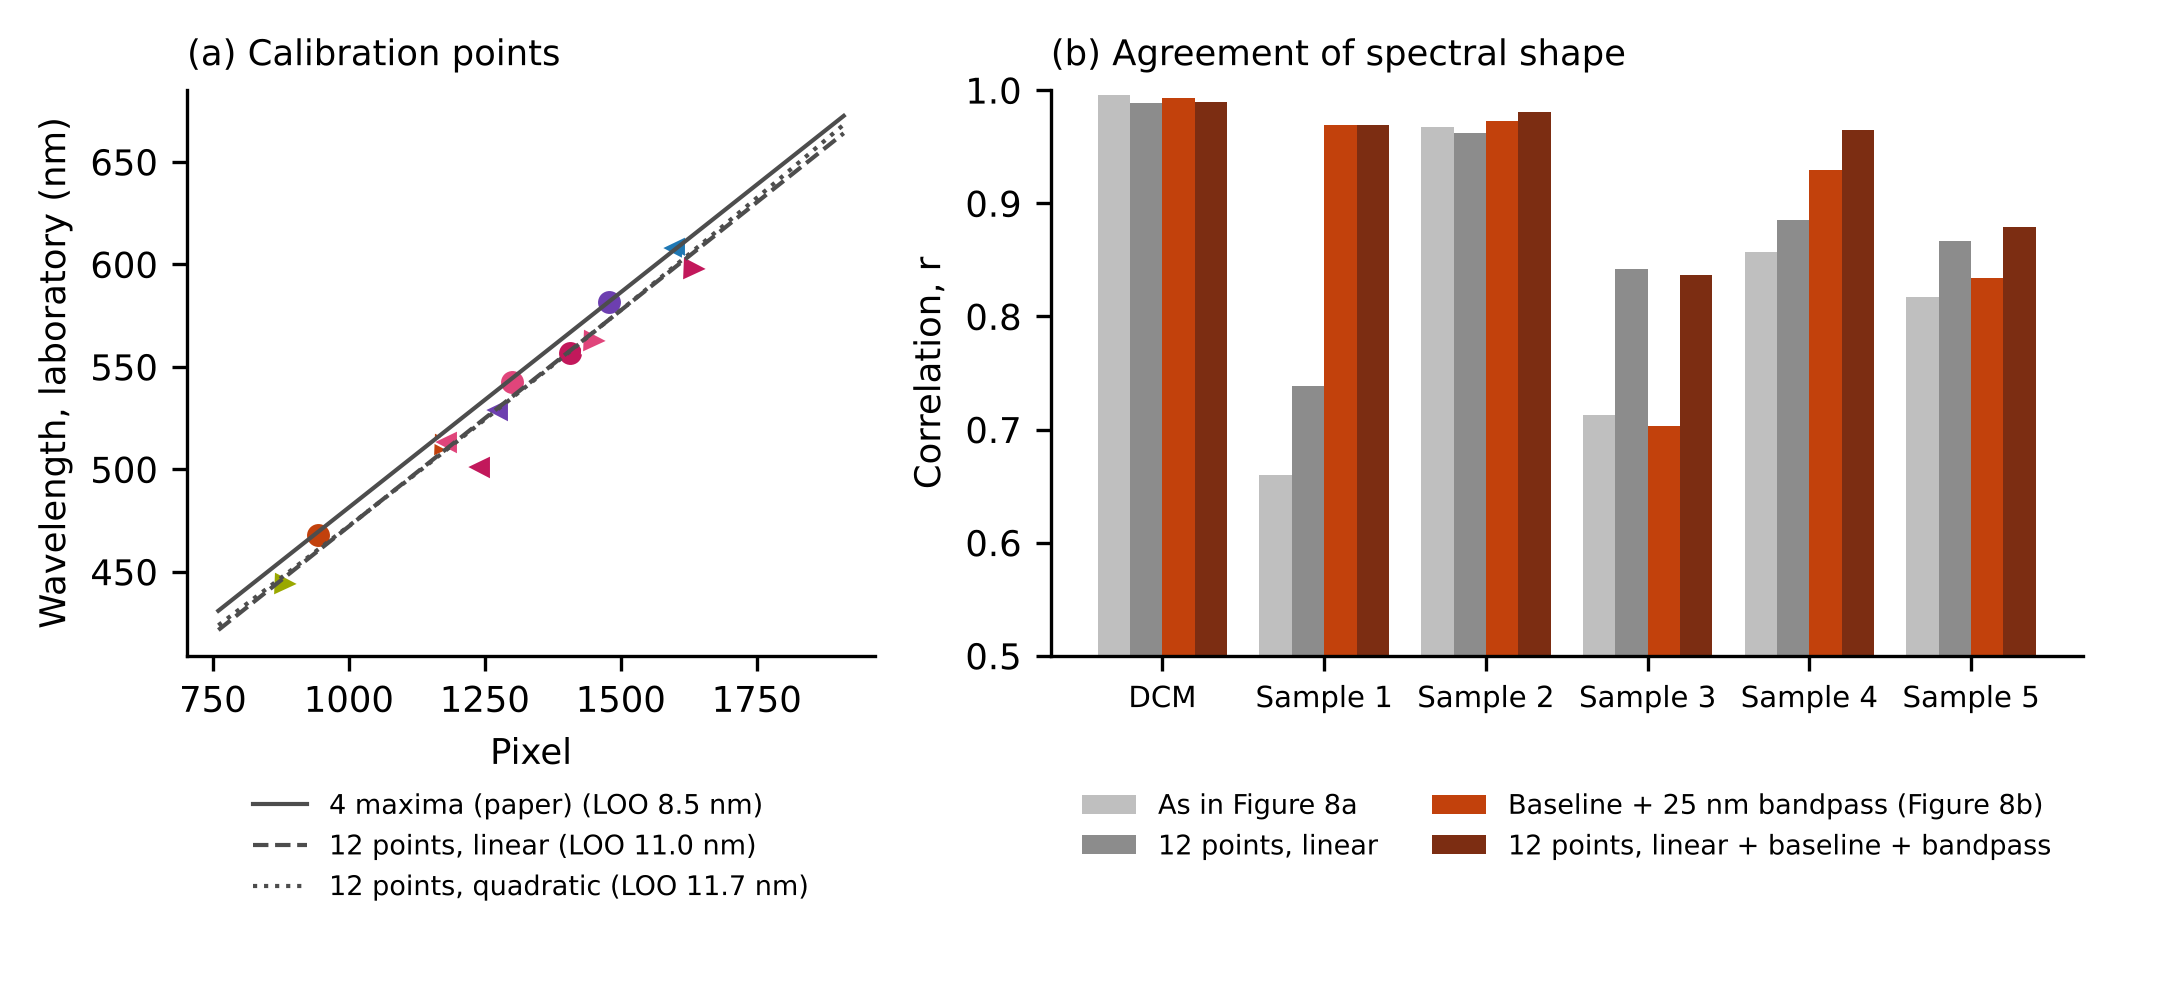 (a) Calibration points
Wavelength, laboratory (nm)
650
600
550
500
450
750 1000 1250 1500 1750
Pixel
4 maxima (paper) (LOO 8.5 nm)
12 points, linear (LOO 11.0 nm)
12 points, quadratic (LOO 11.7 nm)
(b) Agreement of spectral shape
Correlation, r
1.0
0.9
0.8
0.7
0.6
0.5
DCM Sample 1 Sample 2 Sample 3 Sample 4 Sample 5
As in Figure 8a
12 points, linear
Baseline + 25 nm bandpass (Figure 8b)
12 points, linear + baseline + bandpass